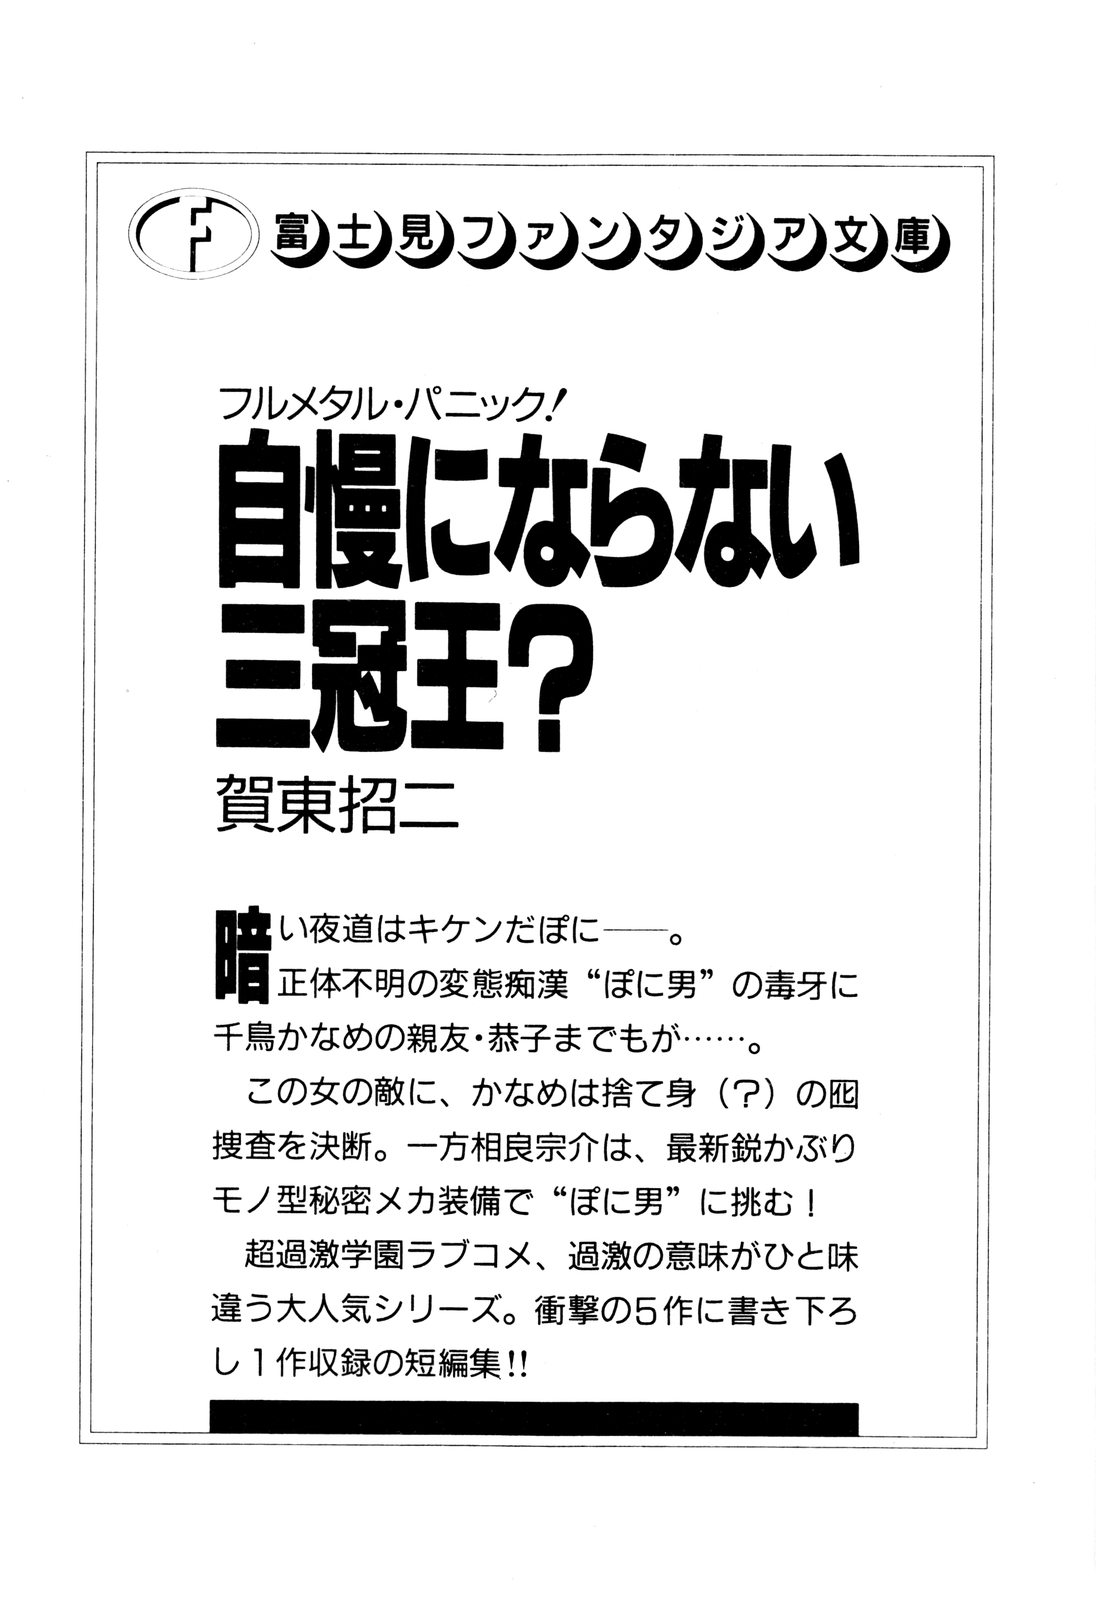 富士見ファンタジア文庫
フルメタル・パニック!
自慢にならない
三冠王?
賀東招二
暗い夜道はキケンだぽに――。
正体不明の変態痴漢“ぽに男”の毒牙に
千鳥かなめの親友・恭子までもが……。
この女の敵に、かなめは捨て身(?)の囮
捜査を決断。一方相良宗介は、最新鋭かぶり
モノ型秘密メカ装備で“ぽに男”に挑む!
超過激学園ラブコメ、過激の意味がひと味
違う大人気シリーズ。衝撃の5作に書き下ろ
し1作収録の短編集!!